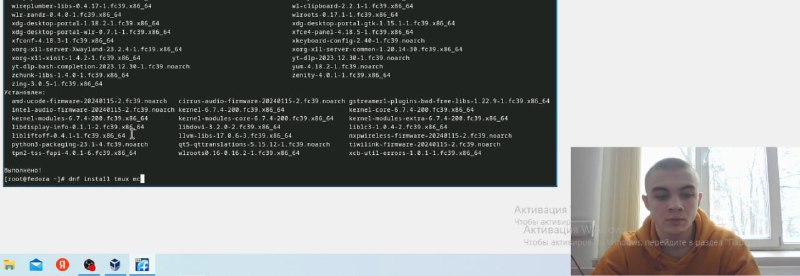 wireplumber-libs-0.4.17-1.fc39.x86_64 wl-clipboard-2.2.1-1.fc39.x86_64
wlr-randr-0.4.0-1.fc39.x86_64 wlroots-0.17.1-1.fc39.x86_64
xdg-desktop-portal-1.18.2-1.fc39.x86_64 xdg-desktop-portal-gtk-1.15.1-1.fc39.x86_64
xdg-desktop-portal-wlr-0.7.1-1.fc39.x86_64 xfce4-panel-4.18.5-1.fc39.x86_64
xfconf-4.18.3-1.fc39.x86_64 xkeyboard-config-2.40-1.fc39.noarch
xorg-x11-server-Xwayland-23.2.4-1.fc39.x86_64 xorg-x11-server-common-1.20.14-30.fc39.x86_64
xorg-x11-xinit-1.4.2-1.fc39.x86_64 yt-dlp-2023.12.30-1.fc39.noarch
yt-dlp-bash-completion-2023.12.30-1.fc39.noarch yum-4.18.2-1.fc39.noarch
zchunk-libs-1.4.0-1.fc39.x86_64 zenity-4.0.1-1.fc39.x86_64
zing-3.0.5-1.fc39.x86_64
Установлен:
amd-ucode-firmware-20240115-2.fc39.noarch cirrus-audio-firmware-20240115-2.fc39.noarch gstreamer1-plugins-bad-free-libs-1.22.9-1.fc39.x86_64
intel-audio-firmware-20240115-2.fc39.noarch kernel-6.7.4-200.fc39.x86_64 kernel-core-6.7.4-200.fc39.x86_64
kernel-modules-6.7.4-200.fc39.x86_64 kernel-modules-core-6.7.4-200.fc39.x86_64 kernel-modules-extra-6.7.4-200.fc39.x86_64
libdisplay-info-0.1.1-2.fc39.x86_64 libdovi-3.2.0-2.fc39.x86_64 liblc3-1.0.4-2.fc39.x86_64
libliftoff-0.4.1-1.fc39.x86_64 llvm-libs-17.0.6-3.fc39.x86_64 nxpwireless-firmware-20240115-2.fc39.noarch
python3-packaging-23.1-4.fc39.noarch qt5-qttranslations-5.15.12-1.fc39.noarch tiwilink-firmware-20240115-2.fc39.noarch
tpm2-tss-fapi-4.0.1-6.fc39.x86_64 wlroots0.16-0.16.2-1.fc39.x86_64 xcb-util-errors-1.0.1-1.fc39.x86_64
Выполнено!
[root@fedora ~]# dnf install tmux mc
Активация
Чтобы активир
Активация Windows
Чтобы активировать Windows, перейдите в раздел "Пара
Я